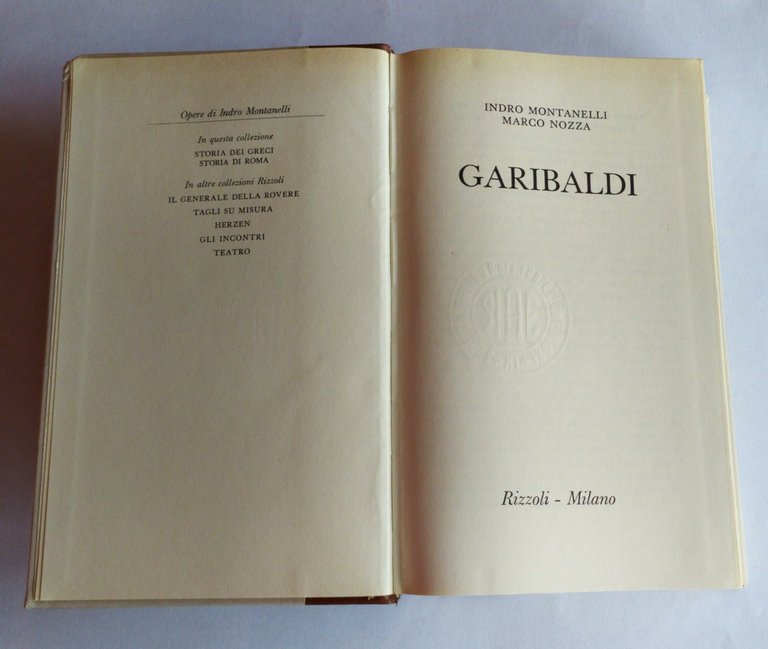 Opere di Indro Montanelli
In questa collezione
STORIA DEI GRECI
STORIA DI ROMA
In altre collezioni Rizzoli
IL GENERALE DELLA ROVERE
TAGLI SU MISURA
HERZEN
GLI INCONTRI
TEATRO
INDRO MONTANELLI
MARCO NOZZA
GARIBALDI
SIAE
Rizzoli - Milano